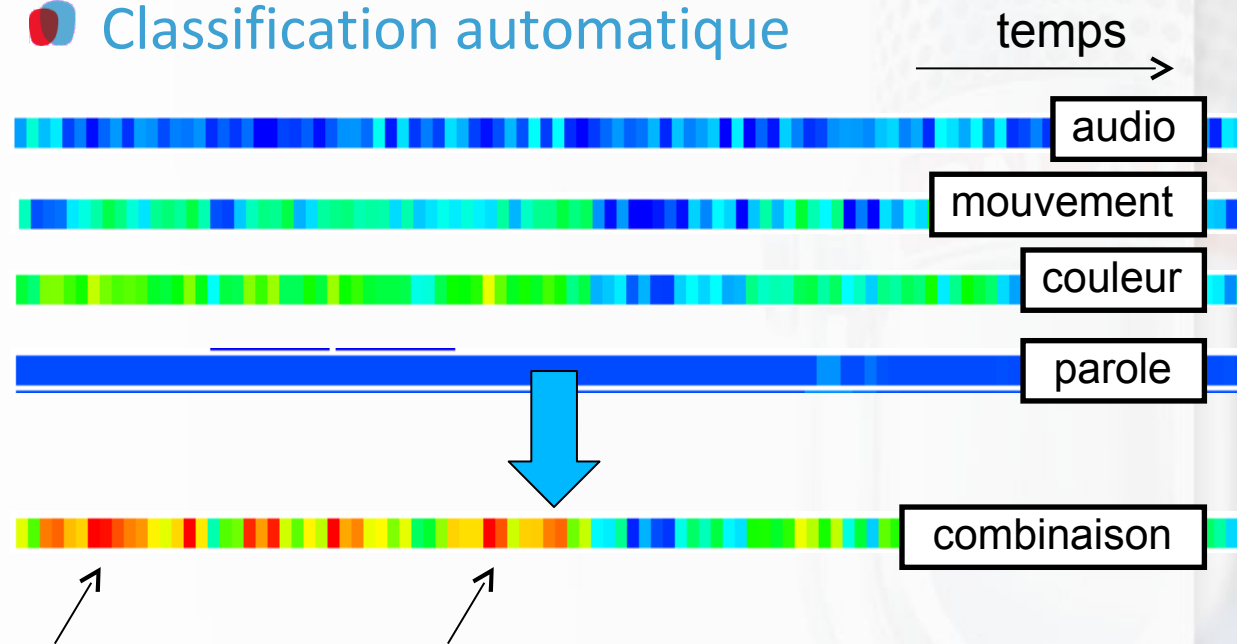 Classification automatique
temps
audio
mouvement
couleur
parole
combinaison